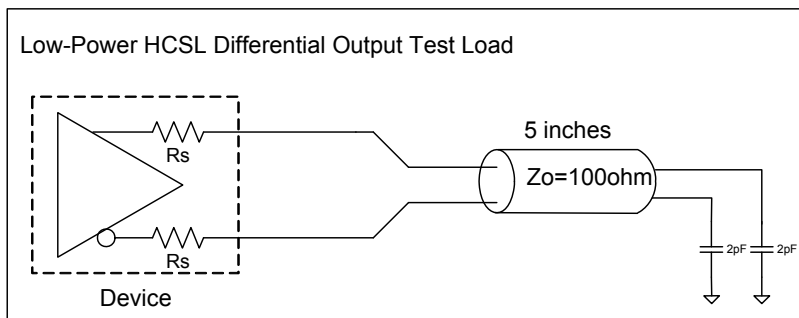 Low-Power HCSL Differential Output Test Load
Rs
5 inches
Zo=100ohm
Rs
2pF
2pF
Device